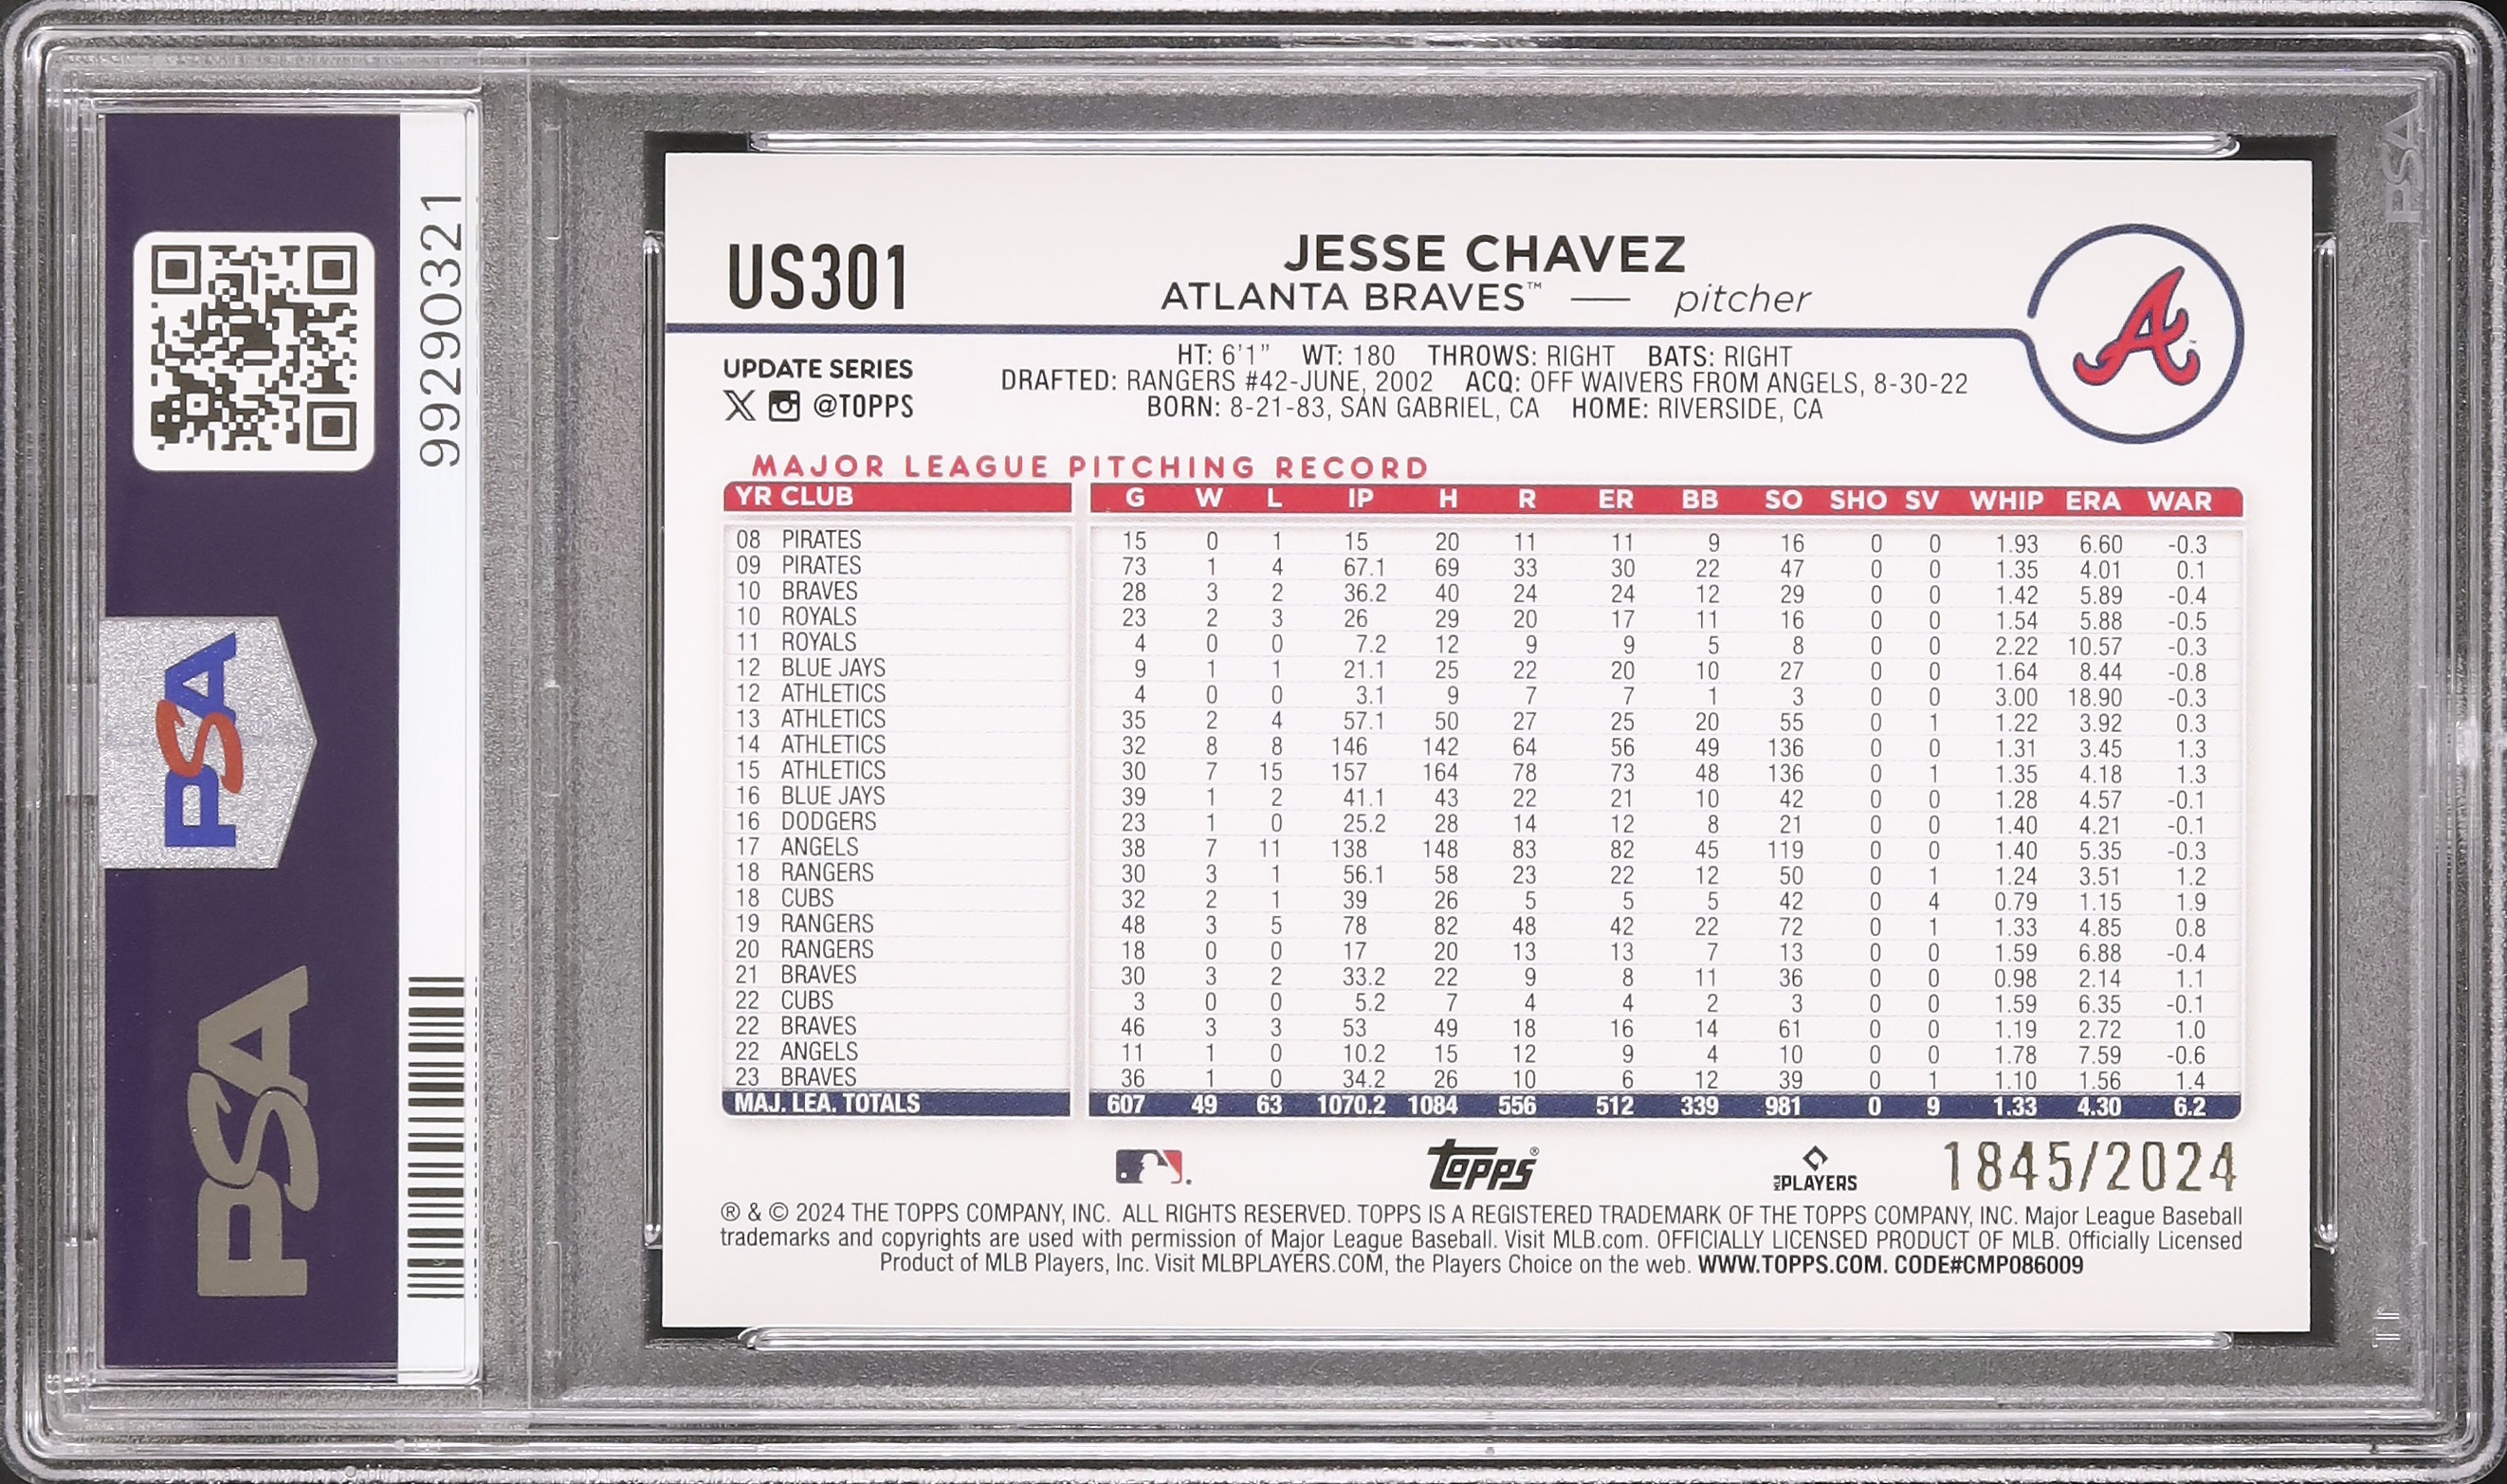 99290321
PSA
PSA
PSA
US301
JESSE CHAVEZ
ATLANTA BRAVES™ — pitcher
A
UPDATE SERIES
X @TOPPS
HT: 6'1" WT: 180 THROWS: RIGHT BATS: RIGHT
DRAFTED: RANGERS #42-JUNE, 2002 ACQ: OFF WAIVERS FROM ANGELS, 8-30-22
BORN: 8-21-83, SAN GABRIEL, CA HOME: RIVERSIDE, CA
MAJOR LEAGUE PITCHING RECORD
YR CLUB G W L IP H R ER BB SO SHO SV WHIP ERA WAR
08 PIRATES 15 0 1 15 20 11 11 9 16 0 0 1.93 6.60 -0.3
09 PIRATES 73 1 4 67.1 69 33 30 22 47 0 0 1.35 4.01 0.1
10 BRAVES 28 3 2 36.2 40 24 24 12 29 0 0 1.42 5.89 -0.4
10 ROYALS 23 2 3 26 29 20 17 11 16 0 0 1.54 5.88 -0.5
11 ROYALS 4 0 0 7.2 12 9 9 5 8 0 0 2.22 10.57 -0.3
12 BLUE JAYS 9 1 1 21.1 25 22 20 10 27 0 0 1.64 8.44 -0.8
12 ATHLETICS 4 0 0 3.1 9 7 7 1 3 0 0 3.00 18.90 -0.3
13 ATHLETICS 35 2 4 57.1 50 27 25 20 55 0 1 1.22 3.92 0.3
14 ATHLETICS 32 8 8 146 142 64 56 49 136 0 0 1.31 3.45 1.3
15 ATHLETICS 30 7 15 157 164 78 73 48 136 0 1 1.35 4.18 1.3
16 BLUE JAYS 39 1 2 41.1 43 22 21 10 42 0 0 1.28 4.57 -0.1
16 DODGERS 23 1 0 25.2 28 14 12 8 21 0 0 1.40 4.21 -0.1
17 ANGELS 38 7 11 138 148 83 82 45 119 0 0 1.40 5.35 -0.3
18 RANGERS 30 3 1 56.1 58 23 22 12 50 0 1 1.24 3.51 1.2
18 CUBS 32 2 1 39 26 5 5 5 42 0 4 0.79 1.15 1.9
19 RANGERS 48 3 5 78 82 48 42 22 72 0 1 1.33 4.85 0.8
20 RANGERS 18 0 0 17 20 13 13 7 13 0 0 1.59 6.88 -0.4
21 BRAVES 30 3 2 33.2 22 9 8 11 36 0 0 0.98 2.14 1.1
22 CUBS 3 0 0 5.2 7 4 4 2 3 0 0 1.59 6.35 -0.1
22 BRAVES 46 3 3 53 49 18 16 14 61 0 0 1.19 2.72 1.0
22 ANGELS 11 1 0 10.2 15 12 9 4 10 0 0 1.78 7.59 -0.6
23 BRAVES 36 1 0 34.2 26 10 6 12 39 0 1 1.10 1.56 1.4
MAJ. LEA. TOTALS 607 49 63 1070.2 1084 556 512 339 981 0 9 1.33 4.30 6.2
topps® MLB PLAYERS 1845/2024
® & © 2024 THE TOPPS COMPANY, INC. ALL RIGHTS RESERVED. TOPPS IS A REGISTERED TRADEMARK OF THE TOPPS COMPANY, INC. Major League Baseball
trademarks and copyrights are used with permission of Major League Baseball. Visit MLB.com. OFFICIALLY LICENSED PRODUCT OF MLB. Officially Licensed
Product of MLB Players, Inc. Visit MLBPLAYERS.COM, the Players Choice on the web. WWW.TOPPS.COM. CODE#CMP086009